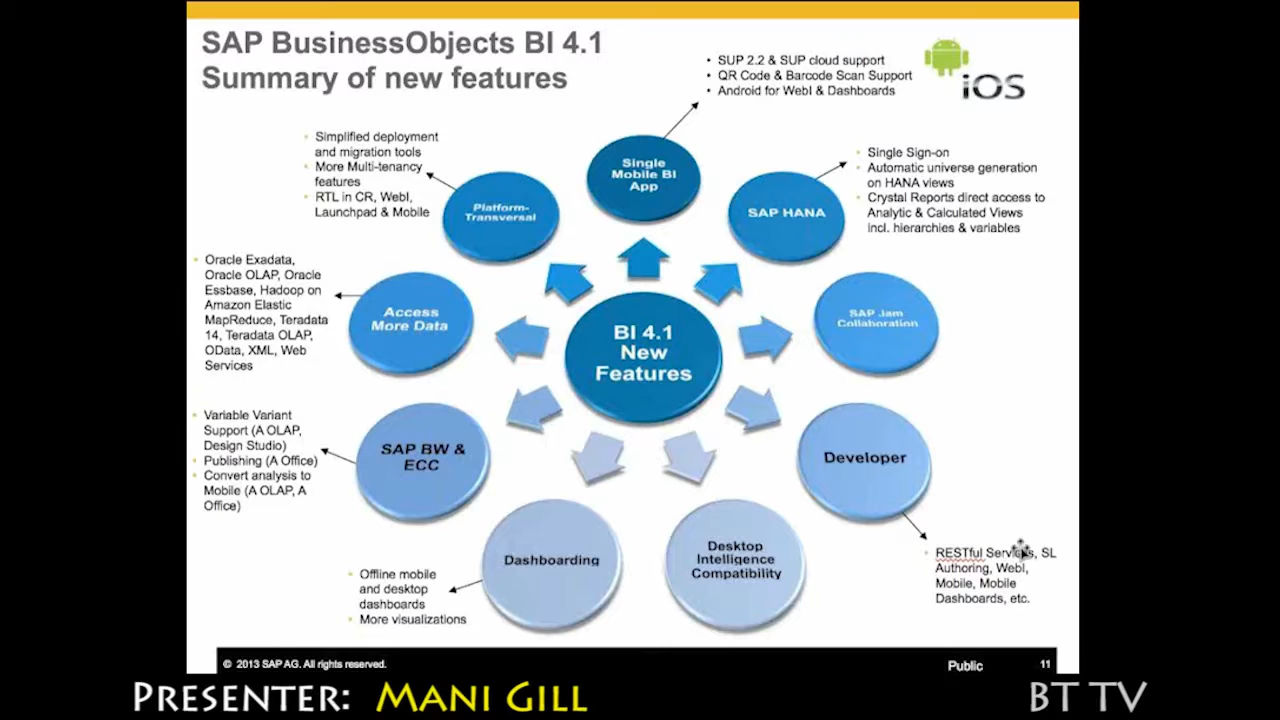 SAP BusinessObjects BI 4.1
Summary of new features
• SUP 2.2 & SUP cloud support
• QR Code & Barcode Scan Support
• Android for WebI & Dashboards
iOS
• Simplified deployment
and migration tools
• More Multi-tenancy
features
• RTL in CR, WebI,
Launchpad & Mobile
Platform-
Transversal
Single
Mobile BI
App
SAP HANA
• Single Sign-on
• Automatic universe generation
on HANA views
• Crystal Reports direct access to
Analytic & Calculated Views
incl. hierarchies & variables
• Oracle Exadata,
Oracle OLAP, Oracle
Essbase, Hadoop on
Amazon Elastic
MapReduce, Teradata
14, Teradata OLAP,
OData, XML, Web
Services
Access
More Data
BI 4.1
New
Features
SAP Jam
Collaboration
• Variable Variant
Support (A OLAP,
Design Studio)
• Publishing (A Office)
• Convert analysis to
Mobile (A OLAP, A
Office)
SAP BW &
ECC
Developer
• RESTful Services, SL
Authoring, WebI,
Mobile, Mobile
Dashboards, etc.
• Offline mobile
and desktop
dashboards
• More visualizations
Dashboarding
Desktop
Intelligence
Compatibility
© 2013 SAP AG. All rights reserved.
Public
11
PRESENTER: MANI GILL
BT TV